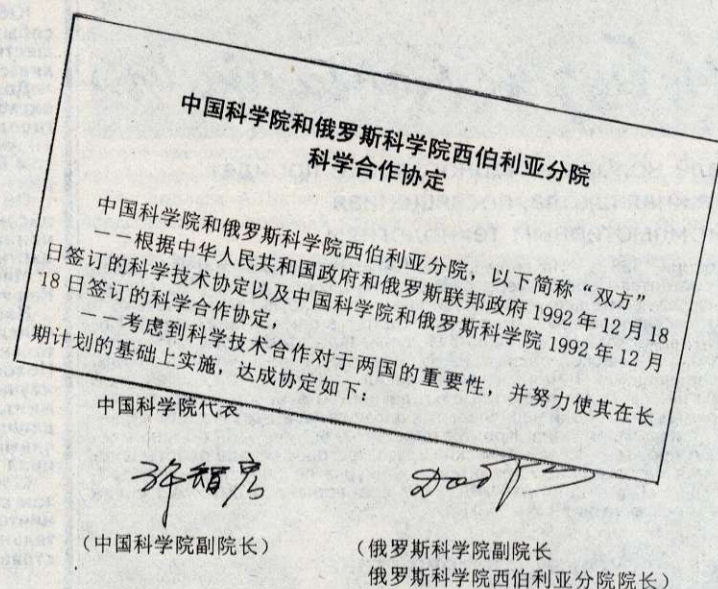 中国科学院和俄罗斯科学院西伯利亚分院
科学合作协定
中国科学院和俄罗斯科学院西伯利亚分院，以下简称“双方”
——根据中华人民共和国政府和俄罗斯联邦政府1992年12月18
日签订的科学技术协定以及中国科学院和俄罗斯科学院1992年12月
18日签订的科学合作协定，
——考虑到科学技术合作对于两国的重要性，并努力使其在长
期计划的基础上实施，达成协定如下：
中国科学院代表
许智宏
（中国科学院副院长）
（俄罗斯科学院副院长
俄罗斯科学院西伯利亚分院院长）